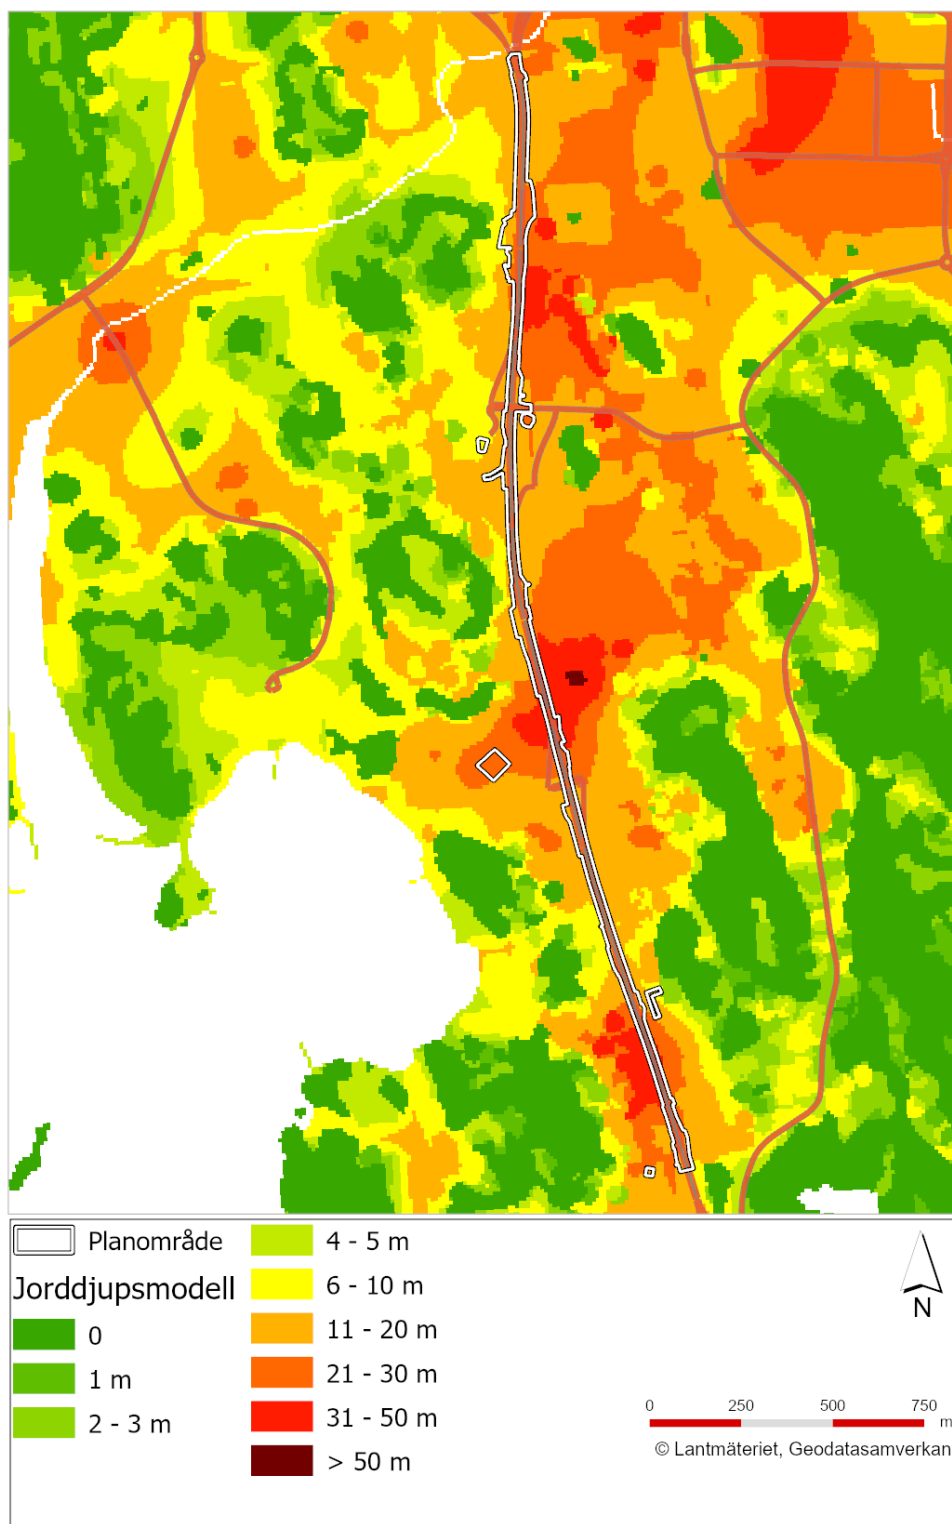 Planområde
Jorddjupsmodell
0
1 m
2 - 3 m
4 - 5 m
6 - 10 m
11 - 20 m
21 - 30 m
31 - 50 m
> 50 m
N
0 250 500 750
m
© Lantmäteriet, Geodatasamverkan